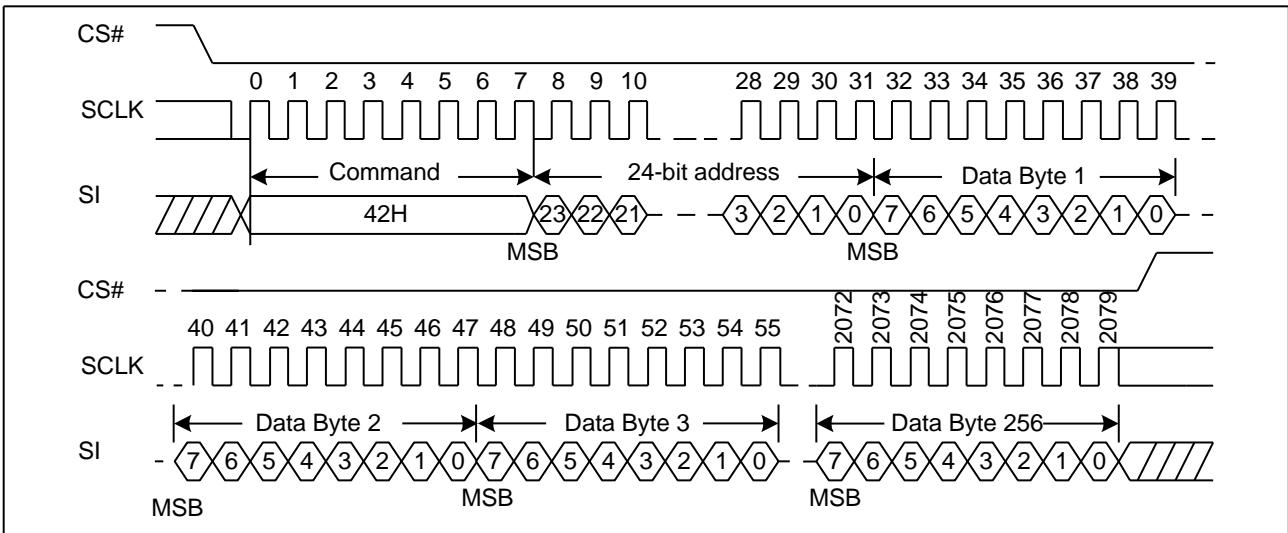 CS#
0 1 2 3 4 5 6 7 8 9 10 28 29 30 31 32 33 34 35 36 37 38 39
SCLK
Command 24-bit address Data Byte 1
SI
42H 23 22 21 3 2 1 0 7 6 5 4 3 2 1 0
MSB MSB
CS#
40 41 42 43 44 45 46 47 48 49 50 51 52 53 54 55 2072 2073 2074 2075 2076 2077 2078 2079
SCLK
Data Byte 2 Data Byte 3 Data Byte 256
SI
7 6 5 4 3 2 1 0 7 6 5 4 3 2 1 0 7 6 5 4 3 2 1 0
MSB MSB MSB